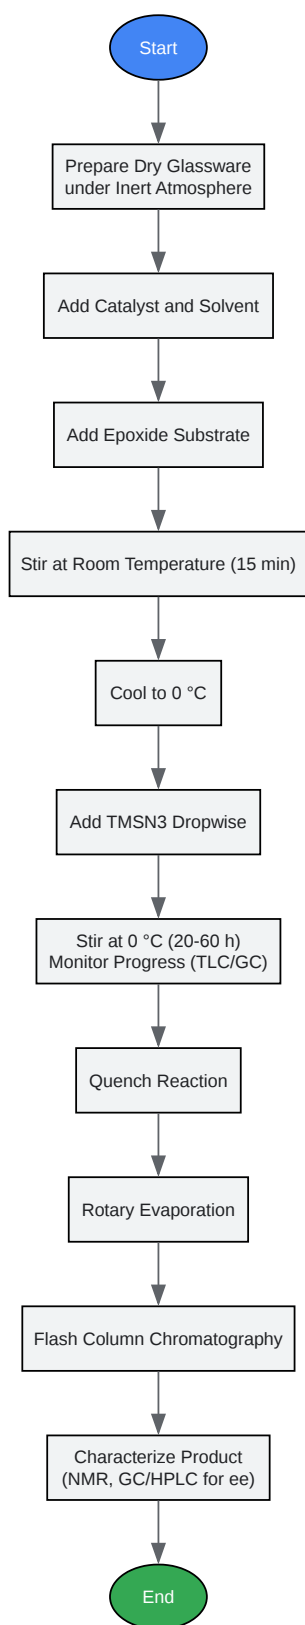 Start
Prepare Dry Glassware
under Inert Atmosphere
Add Catalyst and Solvent
Add Epoxide Substrate
Stir at Room Temperature (15 min)
Cool to 0 °C
Add TMSN3 Dropwise
Stir at 0 °C (20-60 h)
Monitor Progress (TLC/GC)
Quench Reaction
Rotary Evaporation
Flash Column Chromatography
Characterize Product
(NMR, GC/HPLC for ee)
End